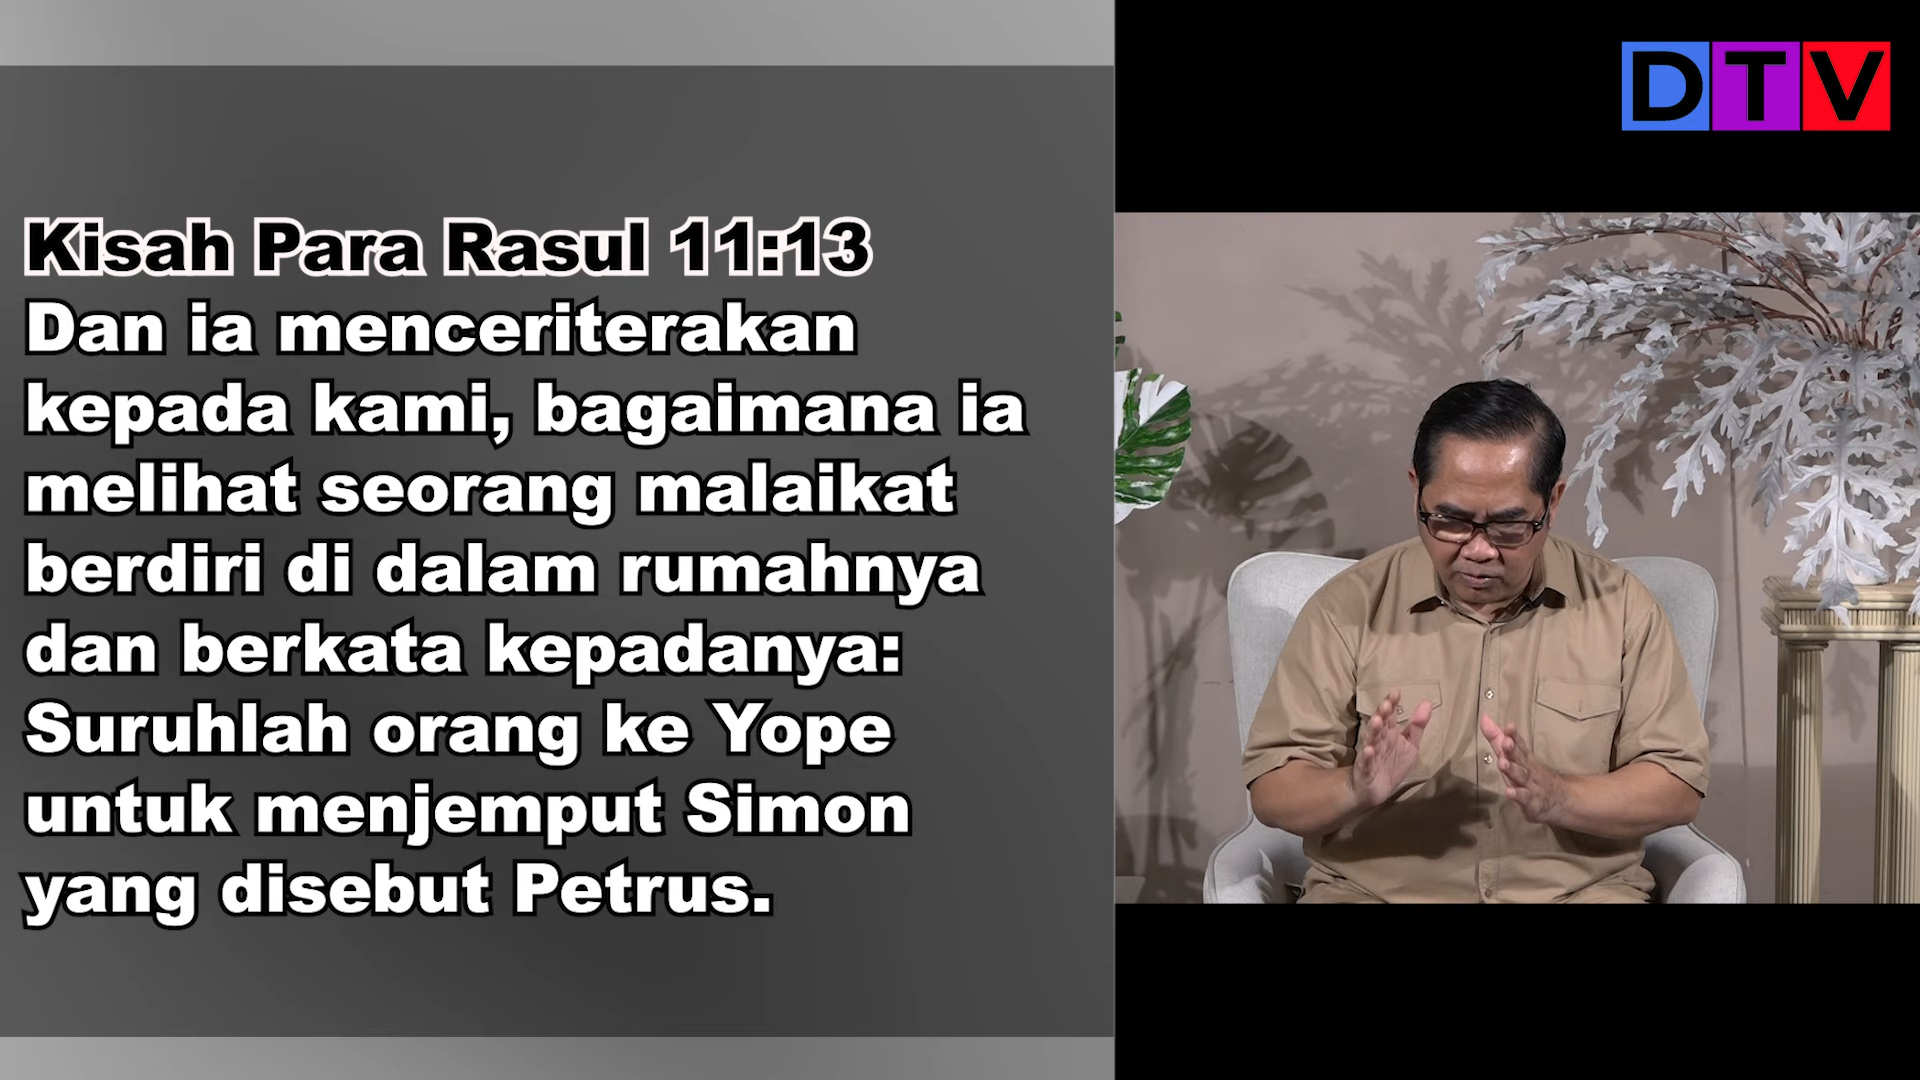 Kisah Para Rasul 11:13
Dan ia menceriterakan
kepada kami, bagaimana ia
melihat seorang malaikat
berdiri di dalam rumahnya
dan berkata kepadanya:
Suruhlah orang ke Yope
untuk menjemput Simon
yang disebut Petrus.
DTV